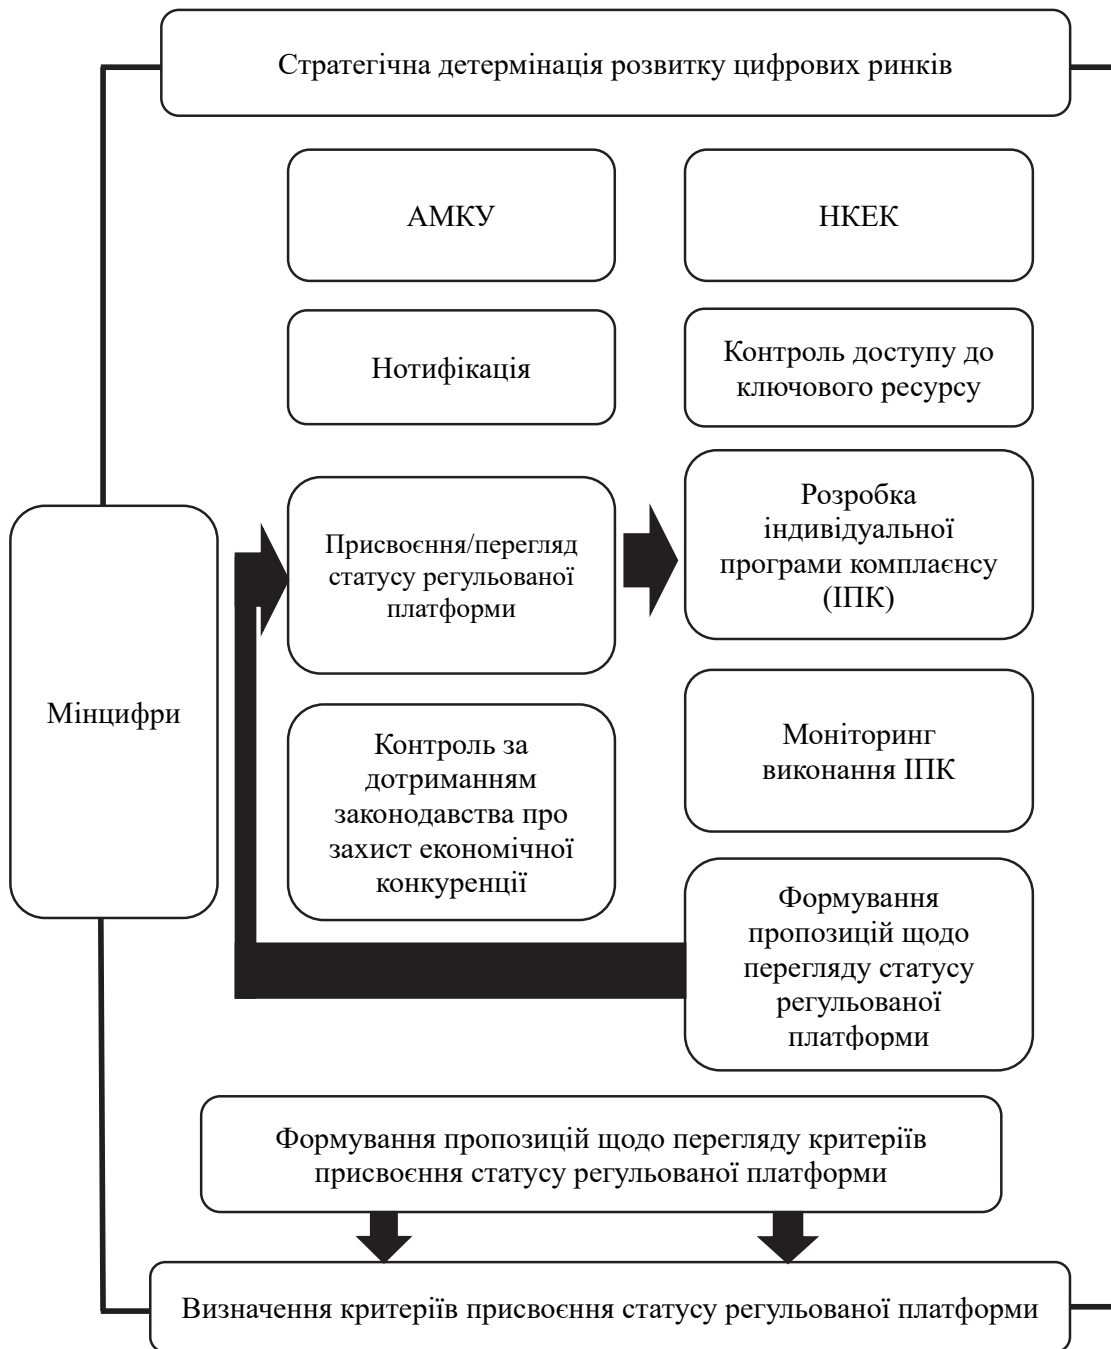 Стратегічна детермінація розвитку цифрових ринків
АМКУ
НКЕК
Нотифікація
Контроль доступу до
ключового ресурсу
Присвоєння/перегляд
статусу регульованої
платформи
Розробка
індивідуальної
програми комплаєнсу
(ІПК)
Мінцифри
Контроль за
дотриманням
законодавства про
захист економічної
конкуренції
Моніторинг
виконання ІПК
Формування
пропозицій щодо
перегляду статусу
регульованої
платформи
Формування пропозицій щодо перегляду критеріїв
присвоєння статусу регульованої платформи
Визначення критеріїв присвоєння статусу регульованої платформи